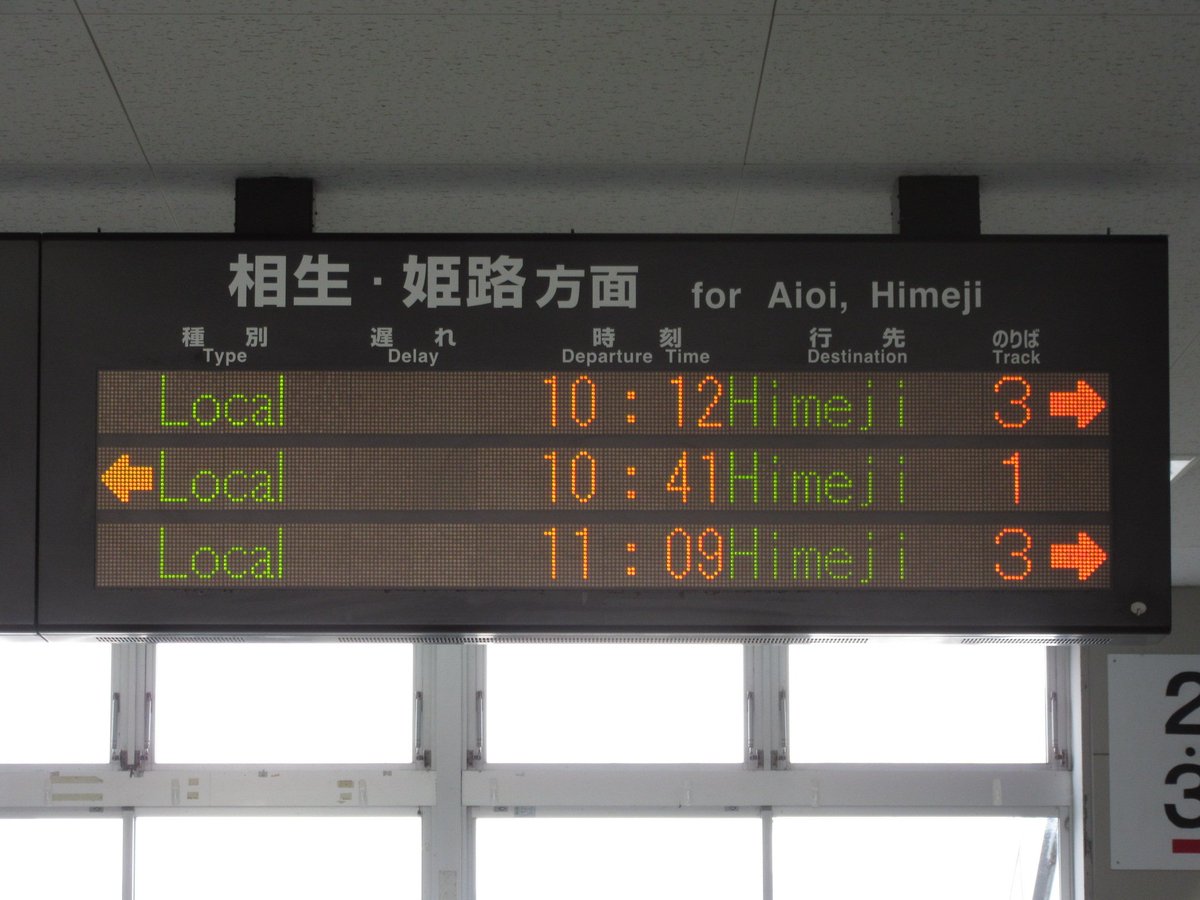 相生・姫路方面 for Aioi, Himeji
種別 遅れ 時刻 行先 のりば
Type Delay Departure Time Destination Track
Local 10:12 Himeji 3 →
← Local 10:41 Himeji 1
Local 11:09 Himeji 3 →
2
・
3